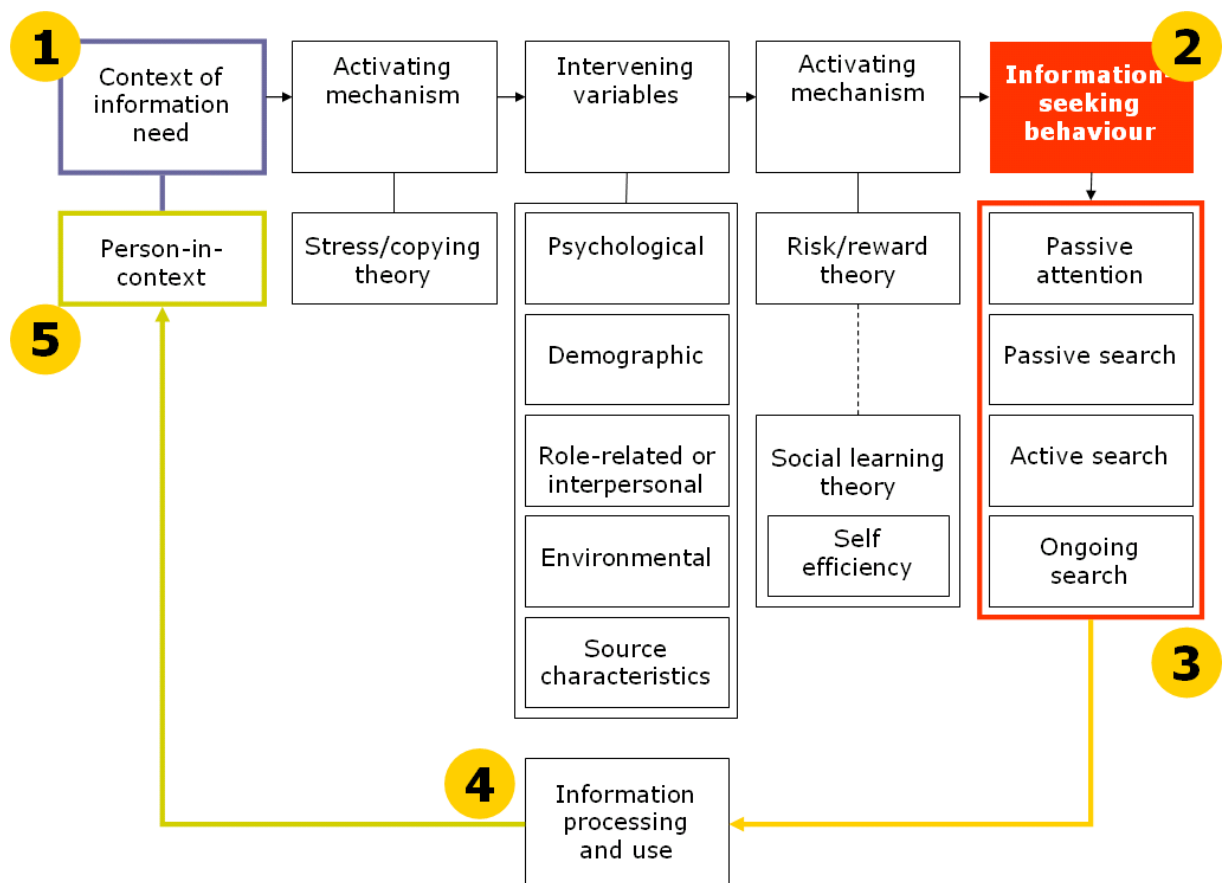 1
Context of
information
need
Activating
mechanism
Intervening
variables
Activating
mechanism
2
Information-
seeking
behaviour
Person-in-
context
5
Stress/copying
theory
Psychological
Demographic
Role-related or
interpersonal
Environmental
Source
characteristics
Risk/reward
theory
Social learning
theory
Self
efficiency
Passive
attention
Passive search
Active search
Ongoing
search
3
4
Information
processing
and use